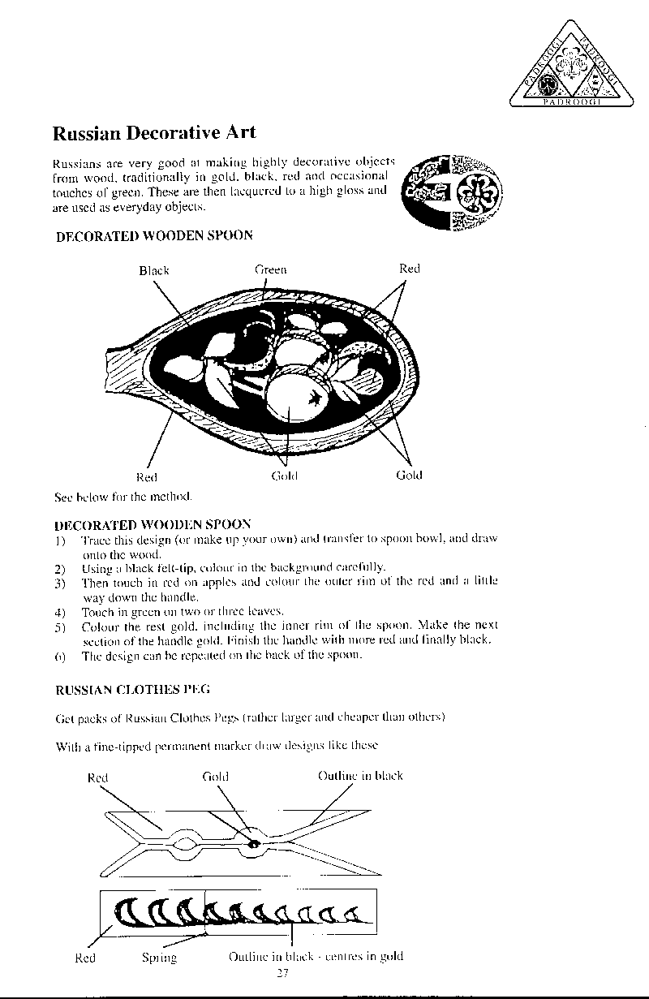 PADROOGI
PADROOGI
PADROOGI
Russian Decorative Art
Russians are very good at making highly decorative objects
from wood, traditionally in gold, black, red and occasional
touches of green. These are then lacquered to a high gloss and
are used as everyday objects.
DECORATED WOODEN SPOON
Black Green Red
Red Gold Gold
See below for the method.
DECORATED WOODEN SPOON
1) Trace this design (or make up your own) and transfer to spoon bowl, and draw
onto the wood.
2) Using a black felt-tip, colour in the background carefully.
3) Then touch in red on apples and colour the outer rim of the red and a little
way down the handle.
4) Touch in green on two or three leaves.
5) Colour the rest gold, including the inner rim of the spoon. Make the next
section of the handle gold. Finish the handle with more red and finally black.
6) The design can be repeated on the back of the spoon.
RUSSIAN CLOTHES PEG
Get packs of Russian Clothes Pegs (rather larger and cheaper than others)
With a fine-tipped permanent marker draw designs like these
Red Gold Outline in black
Red Spring Outline in black - centres in gold
27